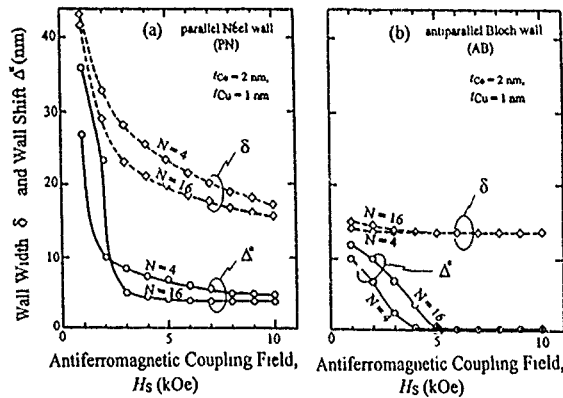 Wall Width δ and Wall Shift Δ* (nm)
40
30
20
10
0
(a) parallel Néel wall
(PN)
tCo = 2 nm,
tCu = 1 nm
N = 4
N = 16
δ
N = 4
N = 16
Δ*
0 5 10
Antiferromagnetic Coupling Field,
HS (kOe)
(b) antiparallel Bloch wall
(AB)
tCo = 2 nm,
tCu = 1 nm
δ
N = 16
N = 4
Δ*
N = 16
N = 4
0 5 10
Antiferromagnetic Coupling Field,
HS (kOe)